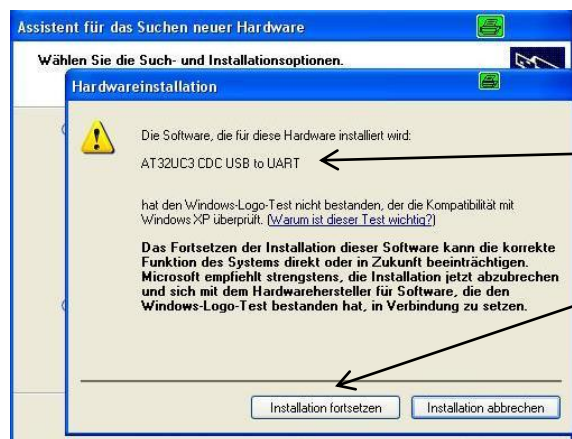 Assistent für das Suchen neuer Hardware
Wählen Sie die Such- und Installationsoptionen.
Hardwareinstallation
Die Software, die für diese Hardware installiert wird:
AT32UC3 CDC USB to UART
hat den Windows-Logo-Test nicht bestanden, der die Kompatibilität mit
Windows XP überprüft. (Warum ist dieser Test wichtig?)
Das Fortsetzen der Installation dieser Software kann die korrekte
Funktion des Systems direkt oder in Zukunft beeinträchtigen.
Microsoft empfiehlt strengstens, die Installation jetzt abzubrechen
und sich mit dem Hardwarehersteller für Software, die den
Windows-Logo-Test bestanden hat, in Verbindung zu setzen.
Installation fortsetzen
Installation abbrechen